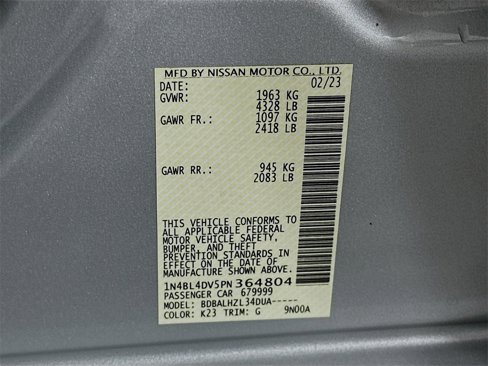 MFD BY NISSAN MOTOR CO., LTD.
DATE: 02/23
GVWR: 1963 KG
4328 LB
GAWR FR.: 1097 KG
2418 LB
GAWR RR.: 945 KG
2083 LB
THIS VEHICLE CONFORMS TO
ALL APPLICABLE FEDERAL
MOTOR VEHICLE SAFETY,
BUMPER, AND THEFT
PREVENTION STANDARDS IN
EFFECT ON THE DATE OF
MANUFACTURE SHOWN ABOVE.
1N4BL4DV5PN364804
PASSENGER CAR 679999
MODEL: BDBALHZL34DUA-----
COLOR: K23 TRIM: G 9N00A